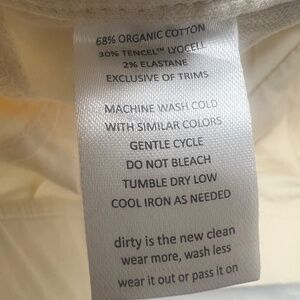 68% ORGANIC COTTON
30% TENCEL™ LYOCELL
2% ELASTANE
EXCLUSIVE OF TRIMS
MACHINE WASH COLD
WITH SIMILAR COLORS
GENTLE CYCLE
DO NOT BLEACH
TUMBLE DRY LOW
COOL IRON AS NEEDED
dirty is the new clean
wear more, wash less
wear it out or pass it on